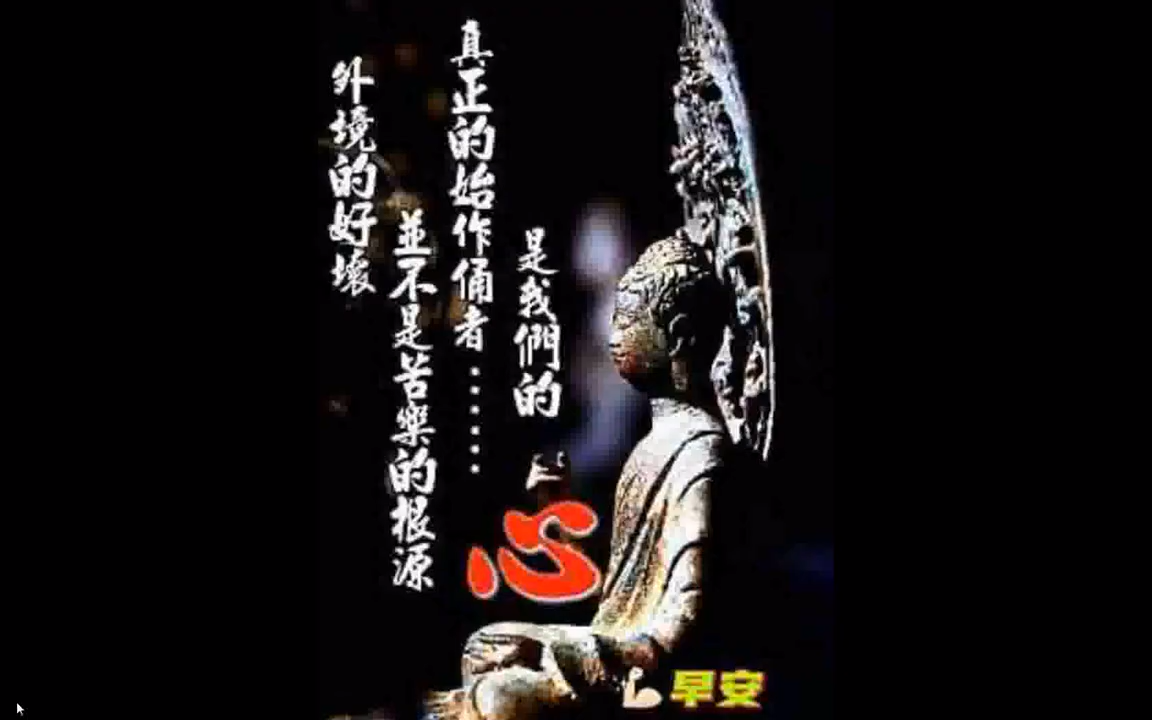 外境的好壞
並不是苦樂的根源
真正的始作俑者······
是我們的
心
早安